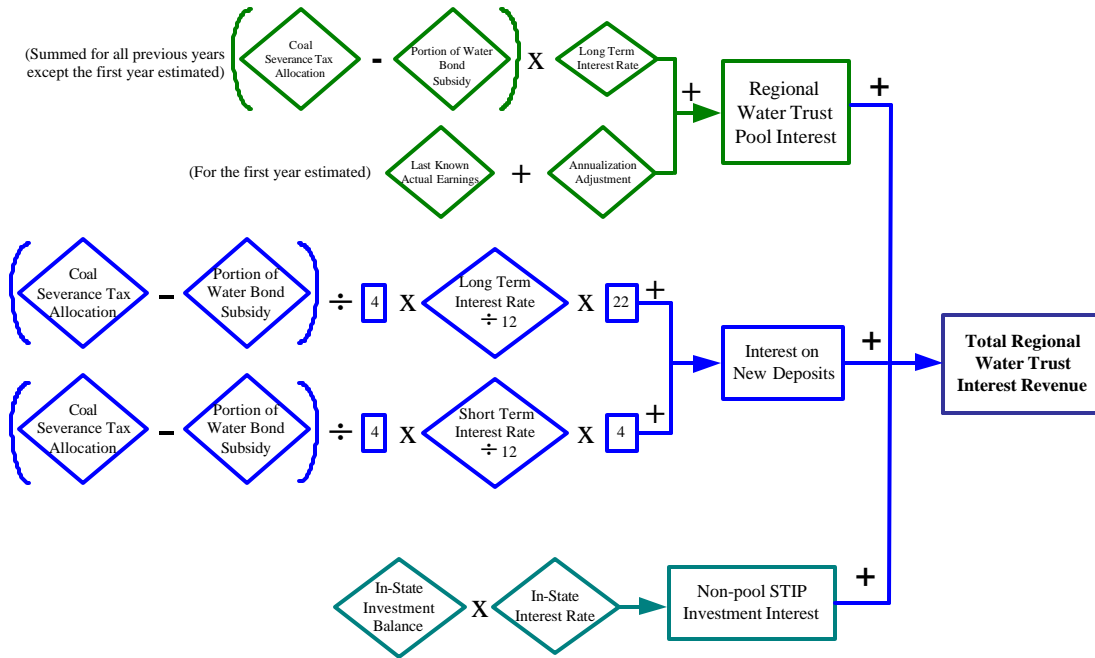 (Summed for all previous years
except the first year estimated)
(
Coal
Severance Tax
Allocation
-
Portion of Water
Bond
Subsidy
)
x
Long Term
Interest Rate
+
Regional
Water Trust
Pool Interest
+
(For the first year estimated)
Last Known
Actual Earnings
+
Annualization
Adjustment
(
Coal
Severance Tax
Allocation
-
Portion of
Water Bond
Subsidy
)
÷
4
x
Long Term
Interest Rate
÷ 12
x
22
+
Interest on
New Deposits
+
Total Regional
Water Trust
Interest Revenue
(
Coal
Severance Tax
Allocation
-
Portion of
Water Bond
Subsidy
)
÷
4
x
Short Term
Interest Rate
÷ 12
x
4
+
In-State
Investment
Balance
x
In-State
Interest Rate
Non-pool STIP
Investment Interest
+